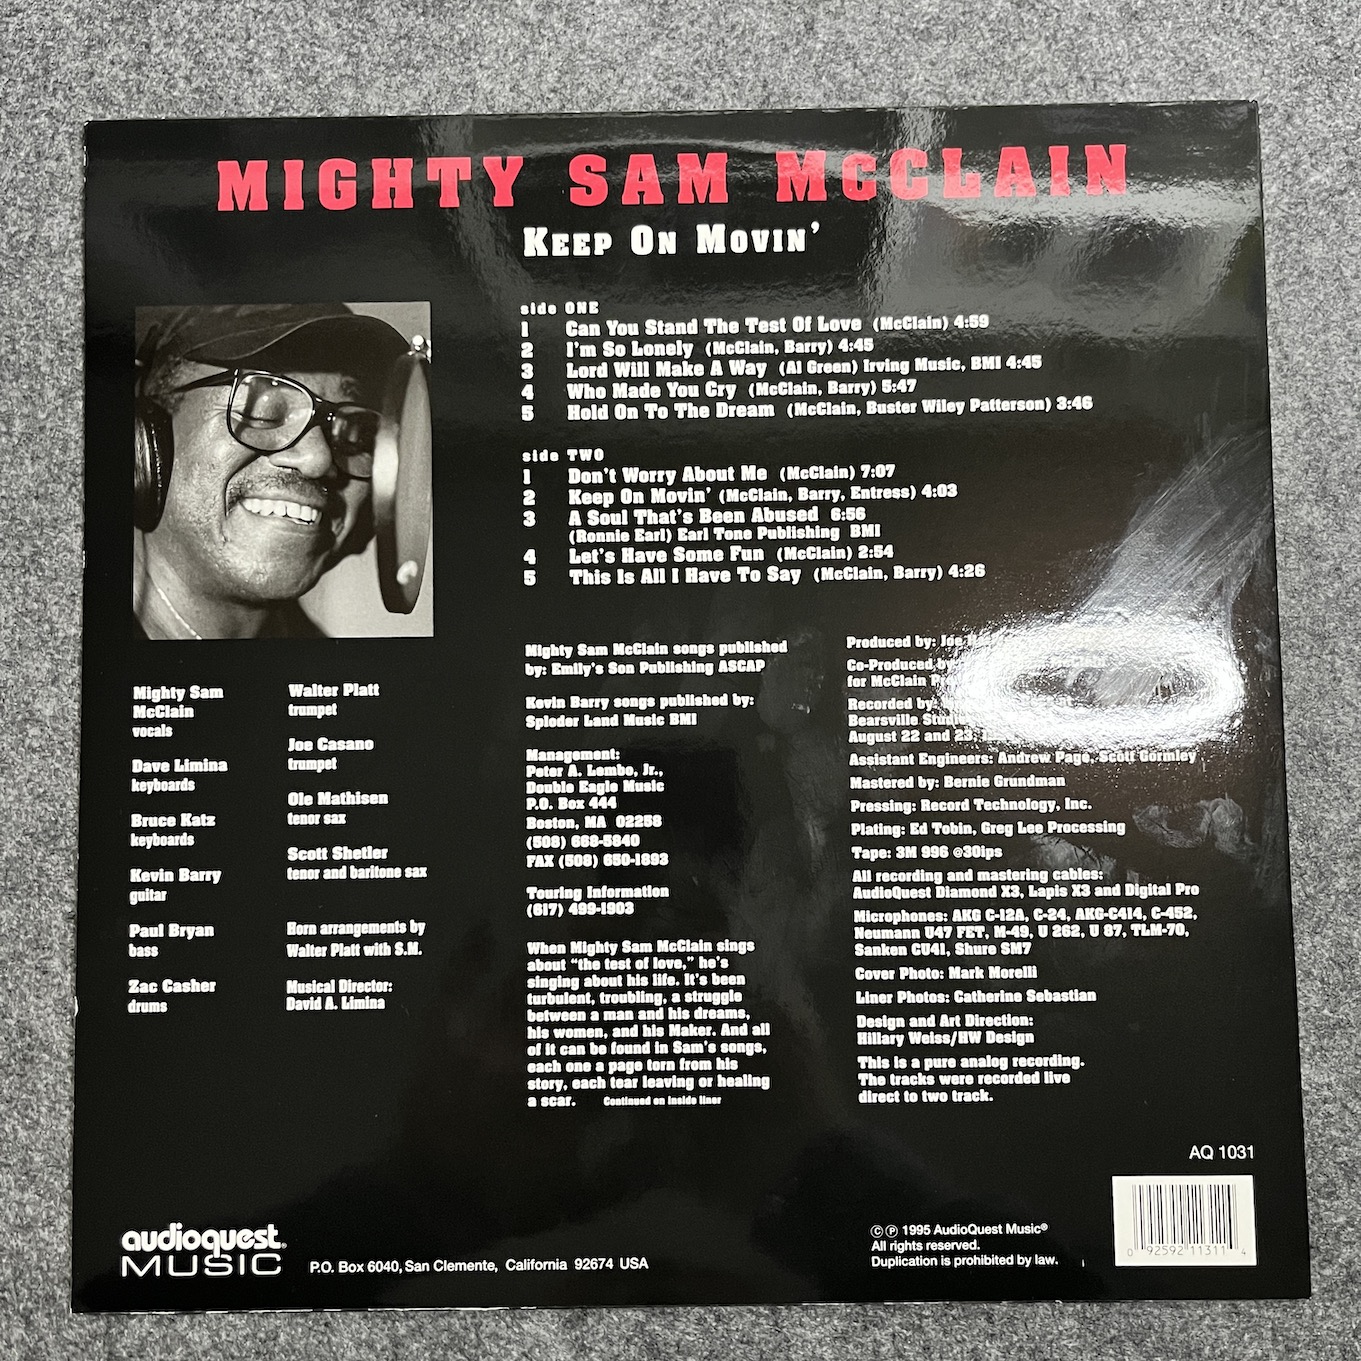 MIGHTY SAM McCLAIN
KEEP ON MOVIN'
side ONE
1 Can You Stand The Test Of Love (McClain) 4:59
2 I'm So Lonely (McClain, Barry) 4:45
3 Lord Will Make A Way (Al Green) Irving Music, BMI 4:45
4 Who Made You Cry (McClain, Barry) 5:47
5 Hold On To The Dream (McClain, Buster Wiley Patterson) 3:46
side TWO
1 Don't Worry About Me (McClain) 7:07
2 Keep On Movin' (McClain, Barry, Entress) 4:03
3 A Soul That's Been Abused 6:56
(Ronnie Earl) Earl Tone Publishing BMI
4 Let's Have Some Fun (McClain) 2:54
5 This Is All I Have To Say (McClain, Barry) 4:26
Mighty Sam
McClain
vocals
Dave Limina
keyboards
Bruce Katz
keyboards
Kevin Barry
guitar
Paul Bryan
bass
Zac Casher
drums
Walter Platt
trumpet
Joe Casano
trumpet
Ole Mathisen
tenor sax
Scott Shetler
tenor and baritone sax
Horn arrangements by
Walter Platt with S.M.
Musical Director:
David A. Limina
Mighty Sam McClain songs published
by: Emily's Son Publishing ASCAP
Kevin Barry songs published by:
Sploder Land Music BMI
Management:
Peter A. Lembo, Jr.,
Double Eagle Music
P.O. Box 444
Boston, MA 02258
(508) 663-5840
FAX (508) 650-1893
Touring Information
(617) 499-1903
When Mighty Sam McClain sings
about "the test of love," he's
singing about his life. It's been
turbulent, troubling, a struggle
between a man and his dreams,
his women, and his Maker. And all
of it can be found in Sam's songs,
each one a page torn from his
story, each tear leaving or healing
a scar. Continued on inside liner
Produced by: Joe
Co-Produced by
for McClain
Recorded by:
Bearsville
August 22 and 23,
Assistant Engineers: Andrew Page, Scott Gormley
Mastered by: Bernie Grundman
Pressing: Record Technology, Inc.
Plating: Ed Tobin, Greg Lee Processing
Tape: 3M 996 @30ips
All recording and mastering cables:
AudioQuest Diamond X3, Lapis X3 and Digital Pro
Microphones: AKG C-12A, C-24, AKG-C414, C-452,
Neumann U47 FET, M-49, U 262, U 87, TLM-70,
Sanken CU41, Shure SM7
Cover Photo: Mark Morelli
Liner Photos: Catherine Sebastian
Design and Art Direction:
Hillary Weiss/HW Design
This is a pure analog recording.
The tracks were recorded live
direct to two track.
AQ 1031
audioquest®
MUSIC
P.O. Box 6040, San Clemente, California 92674 USA
© ℗ 1995 AudioQuest Music®
All rights reserved.
Duplication is prohibited by law.
0 92592 11311 4